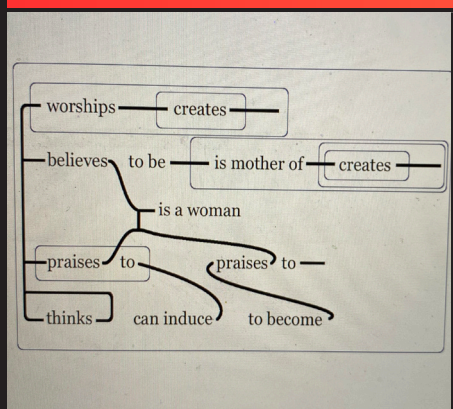 worships creates
believes to be is mother of creates
is a woman
praises to praises to
thinks can induce to become